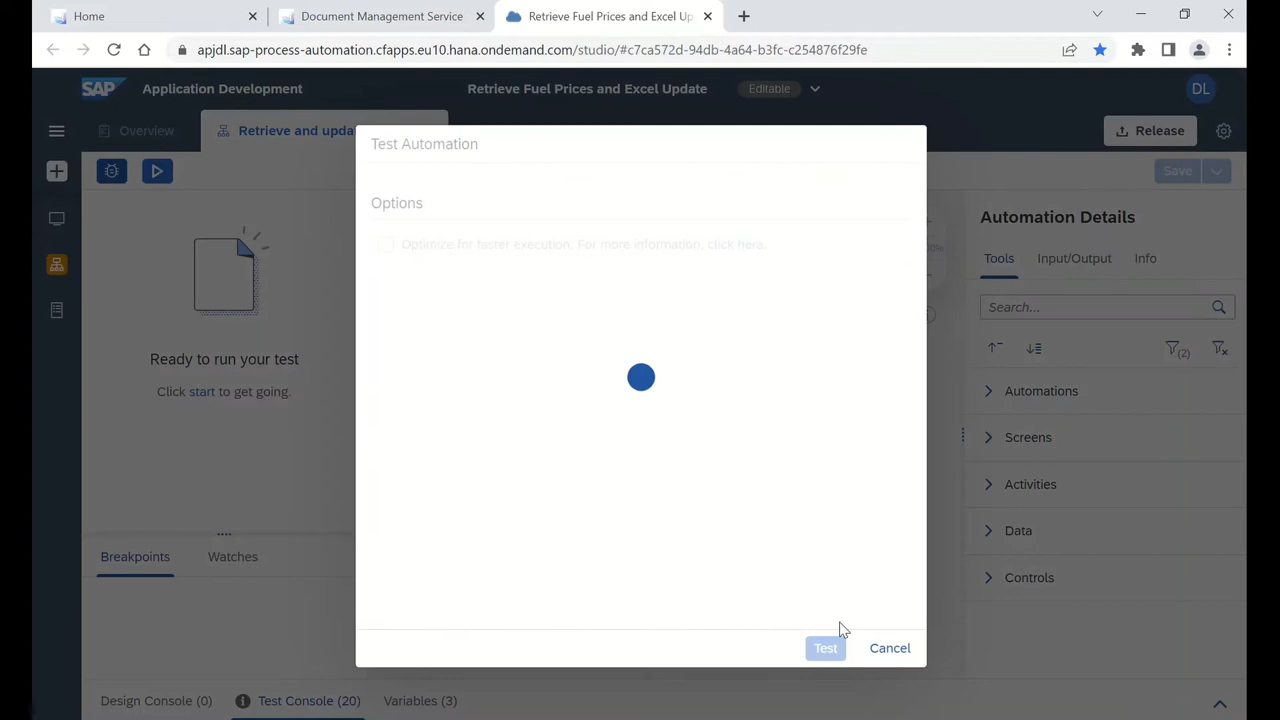 Home
Document Management Service
Retrieve Fuel Prices and Excel Up
apjdl.sap-process-automation.cfapps.eu10.hana.ondemand.com/studio/#c7ca572d-94db-4a64-b3fc-c254876f29fe
SAP
Application Development
Retrieve Fuel Prices and Excel Update
Editable
DL
Overview
Retrieve and upda
Release
Save
Test Automation
Options
Optimize for faster execution. For more information, click here.
Ready to run your test
Click start to get going.
Automation Details
Tools
Input/Output
Info
Search...
(2)
Automations
Screens
Activities
Data
Controls
Breakpoints
Watches
Test
Cancel
Design Console (0)
Test Console (20)
Variables (3)